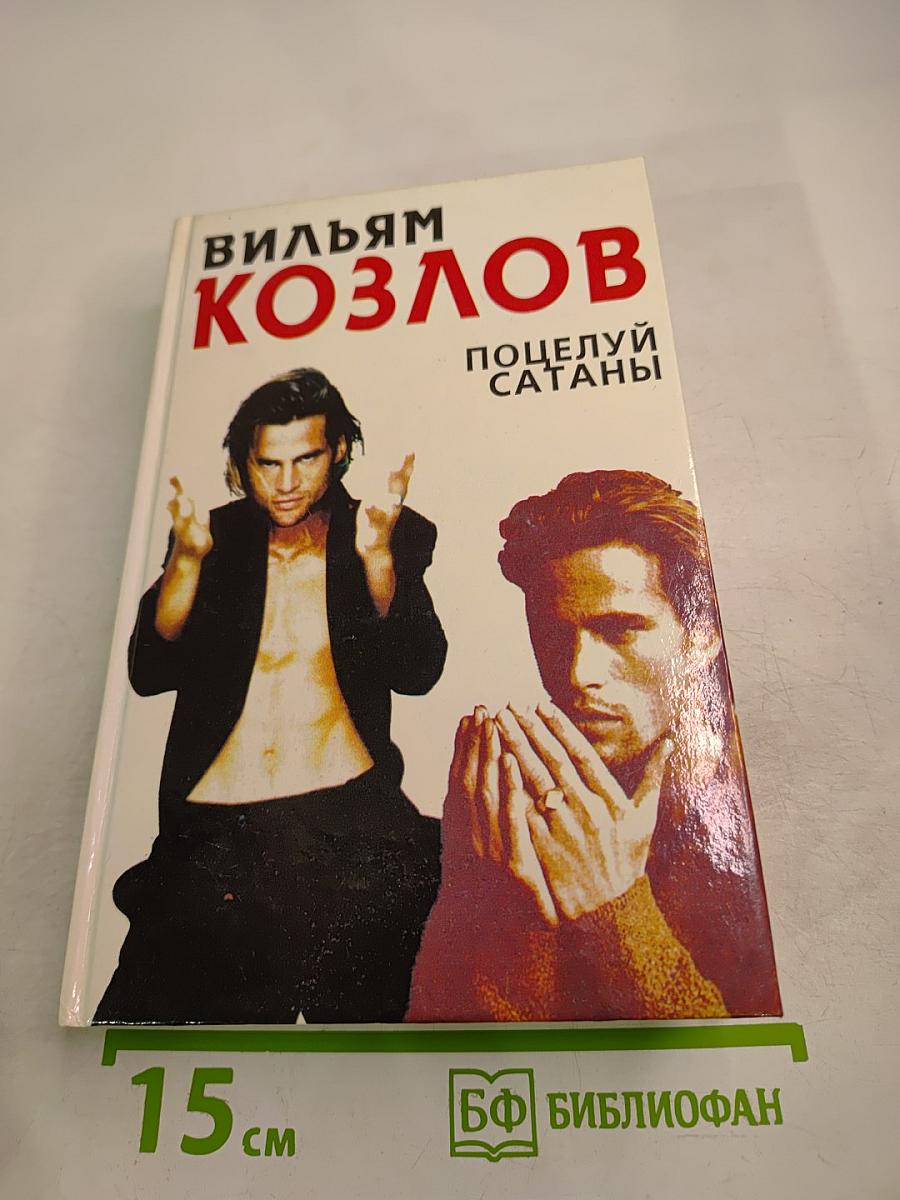 ВИЛЬЯМ
КОЗЛОВ
ПОЦЕЛУЙ
САТАНЫ
15 см
БФ БИБЛИОФАН